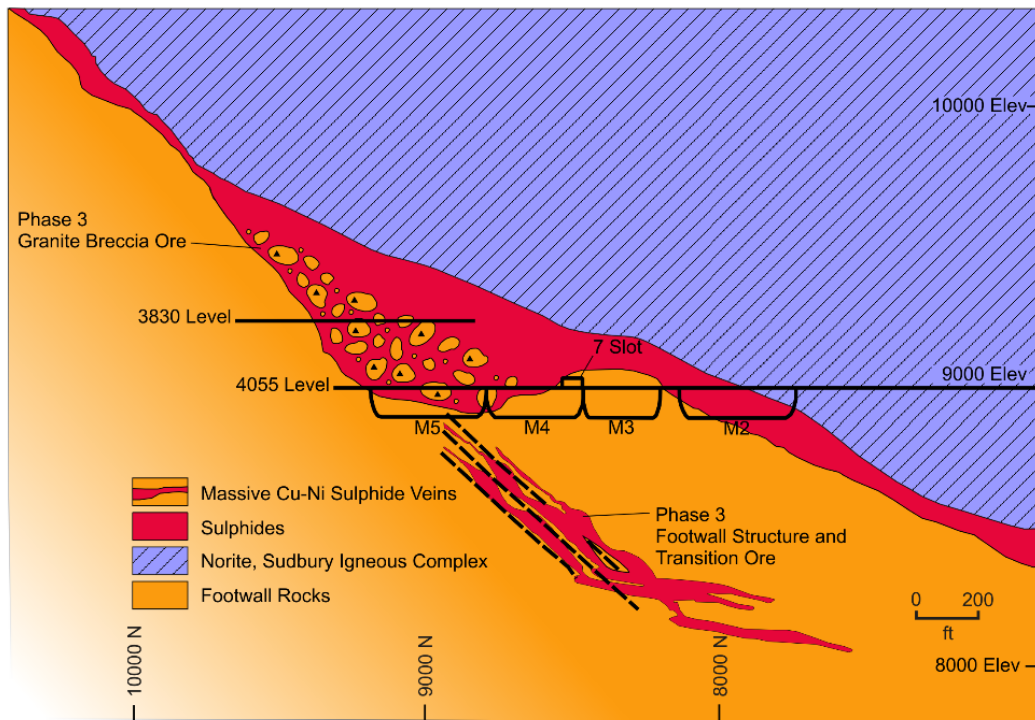 10000 Elev
Phase 3
Granite Breccia Ore
3830 Level
7 Slot
4055 Level
9000 Elev
M5
M4
M3
M2
Massive Cu-Ni Sulphide Veins
Sulphides
Norite, Sudbury Igneous Complex
Footwall Rocks
Phase 3
Footwall Structure and
Transition Ore
0 200
ft
10000 N
9000 N
8000 N
8000 Elev